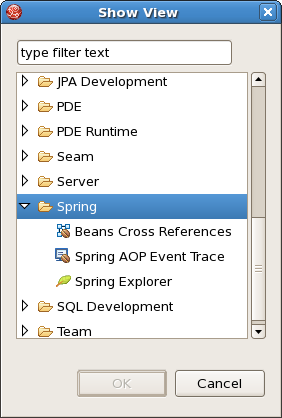 Show View
type filter text
JPA Development
PDE
PDE Runtime
Seam
Server
Spring
Beans Cross References
Spring AOP Event Trace
Spring Explorer
SQL Development
Team
OK
Cancel